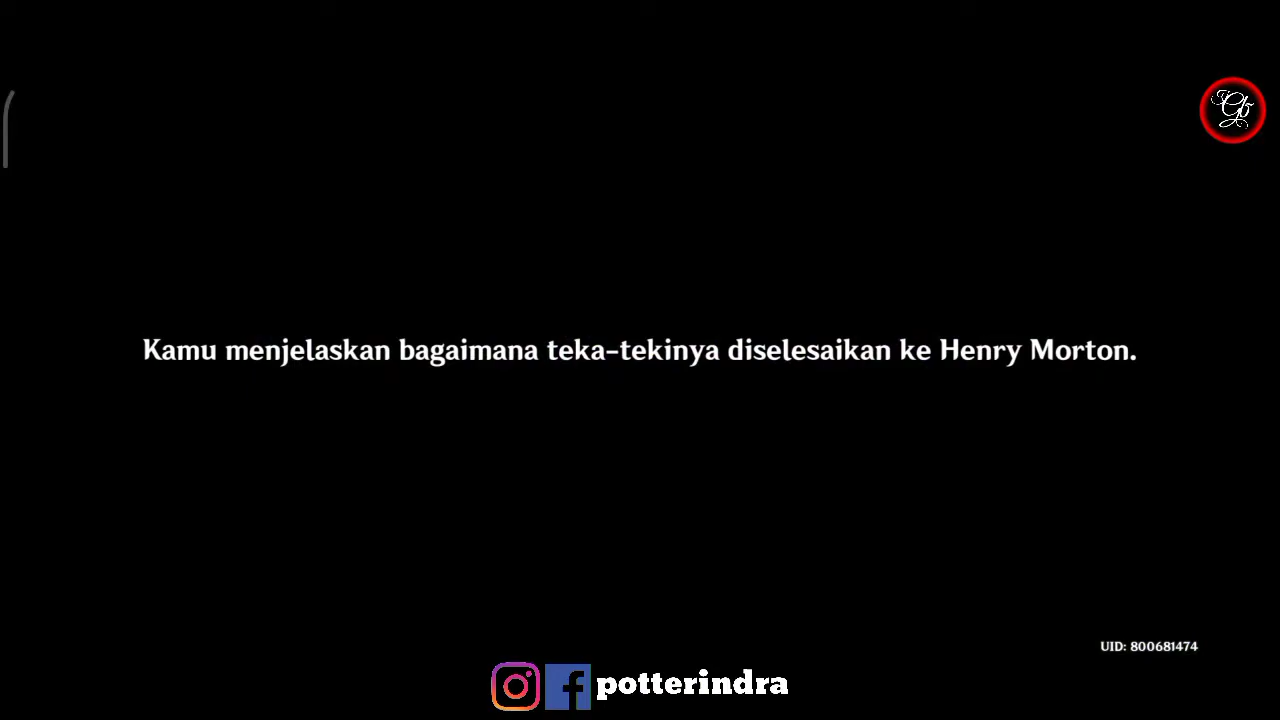 Kamu menjelaskan bagaimana teka-tekinya diselesaikan ke Henry Morton.
UID: 800681474
potterindra